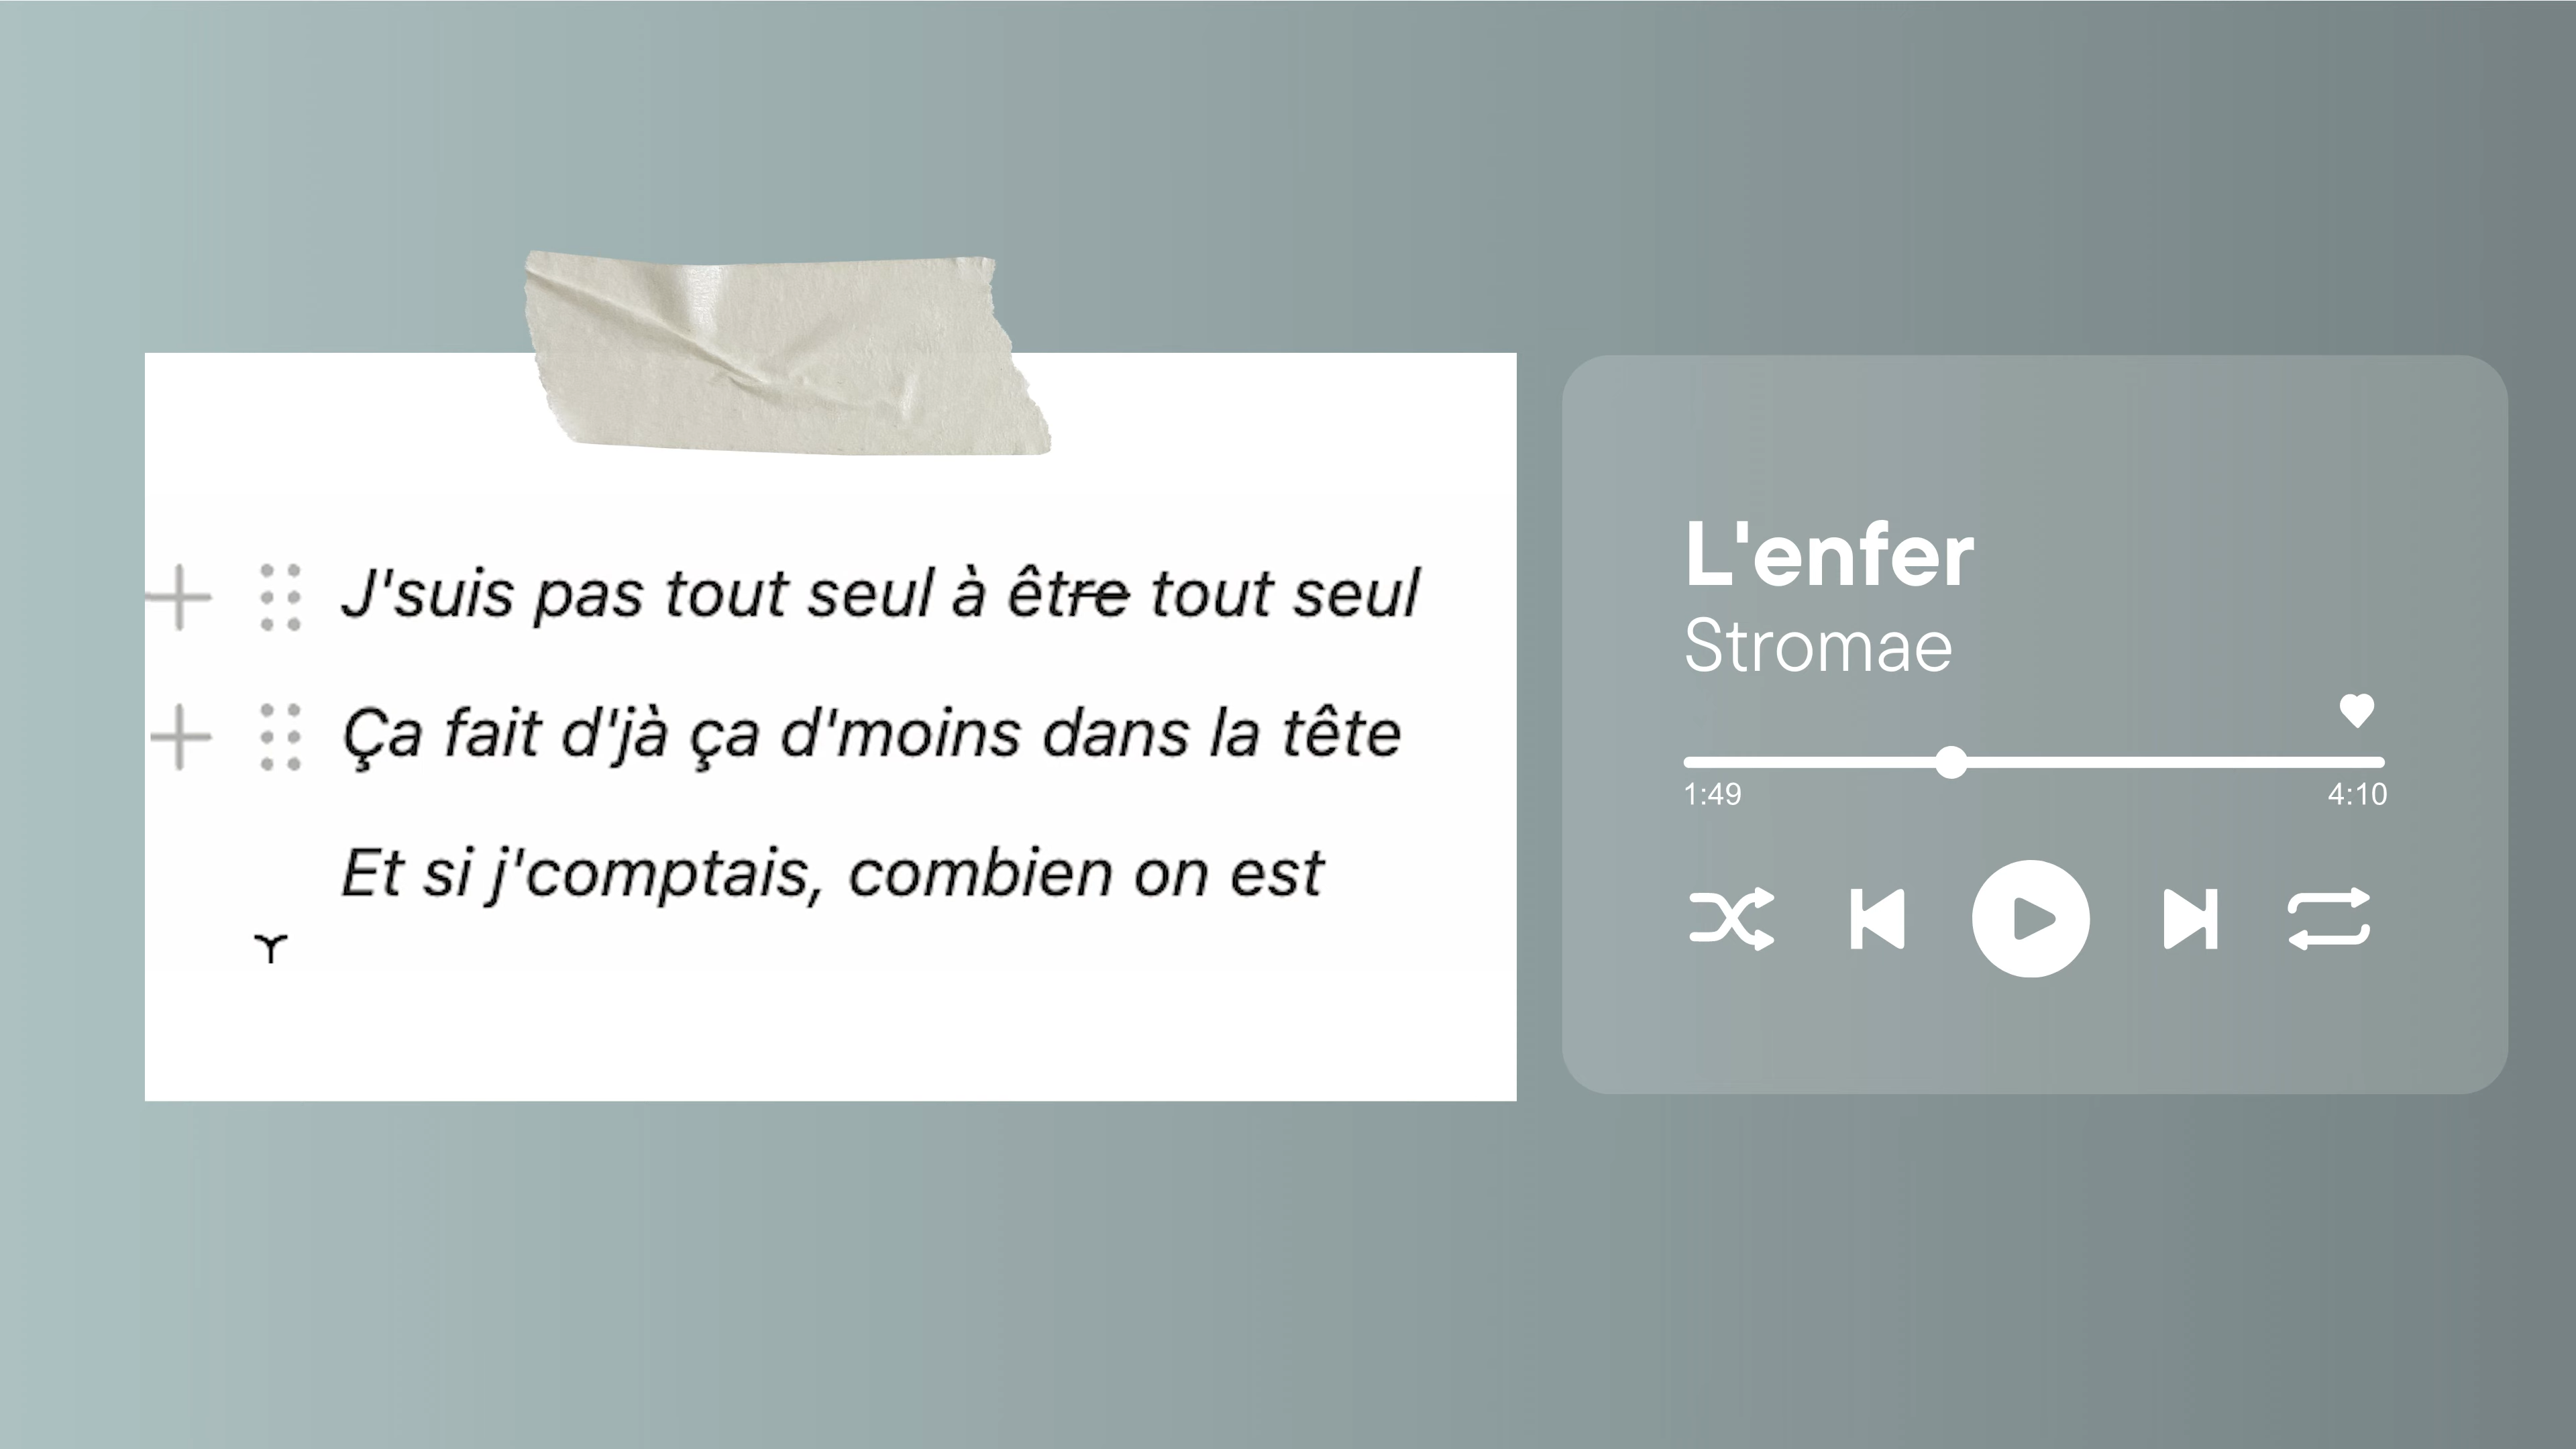 J'suis pas tout seul à être tout seul
Ça fait d'jà ça d'moins dans la tête
Et si j'comptais, combien on est
L'enfer
Stromae
1:49
4:10